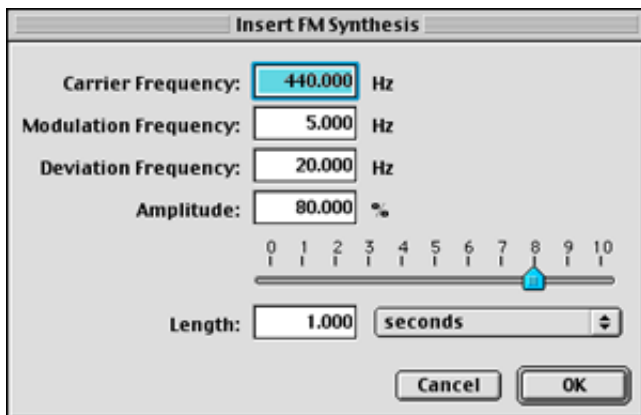 Insert FM Synthesis
Carrier Frequency: 440.000 Hz
Modulation Frequency: 5.000 Hz
Deviation Frequency: 20.000 Hz
Amplitude: 80.000 %
0 1 2 3 4 5 6 7 8 9 10
Length: 1.000 seconds
Cancel OK